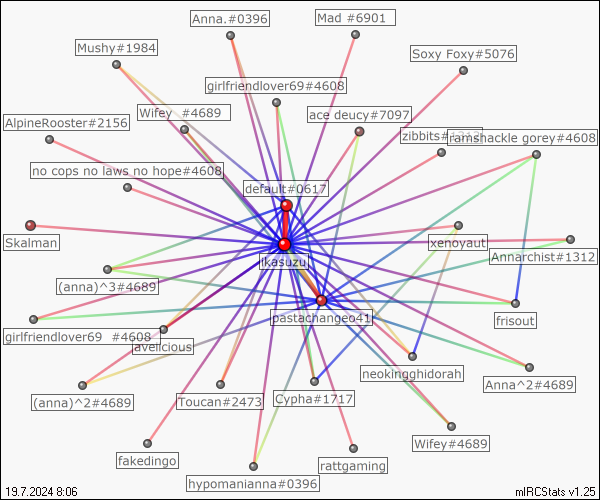 Anna.#0396
Mad #6901
Mushy#1984
Soxy Foxy#5076
girlfriendlover69#4608
Wifey #4689
ace deucy#7097
AlpineRooster#2156
ramshackle gorey#4608
no cops no laws no hope#4608
default#0617
Skalman
xenoyaut
Annarchist#1312
jkasuzu
(anna)^3#4689
frisout
pastachangeo41
girlfriendlover69 #4608
avelicious
neokingghidorah
Anna^2#4689
(anna)^2#4689
Toucan#2473
Cypha#1717
Wifey#4689
fakedingo
rattgaming
hypomanianna#0396
19.7.2024 8:06
mIRCStats v1.25